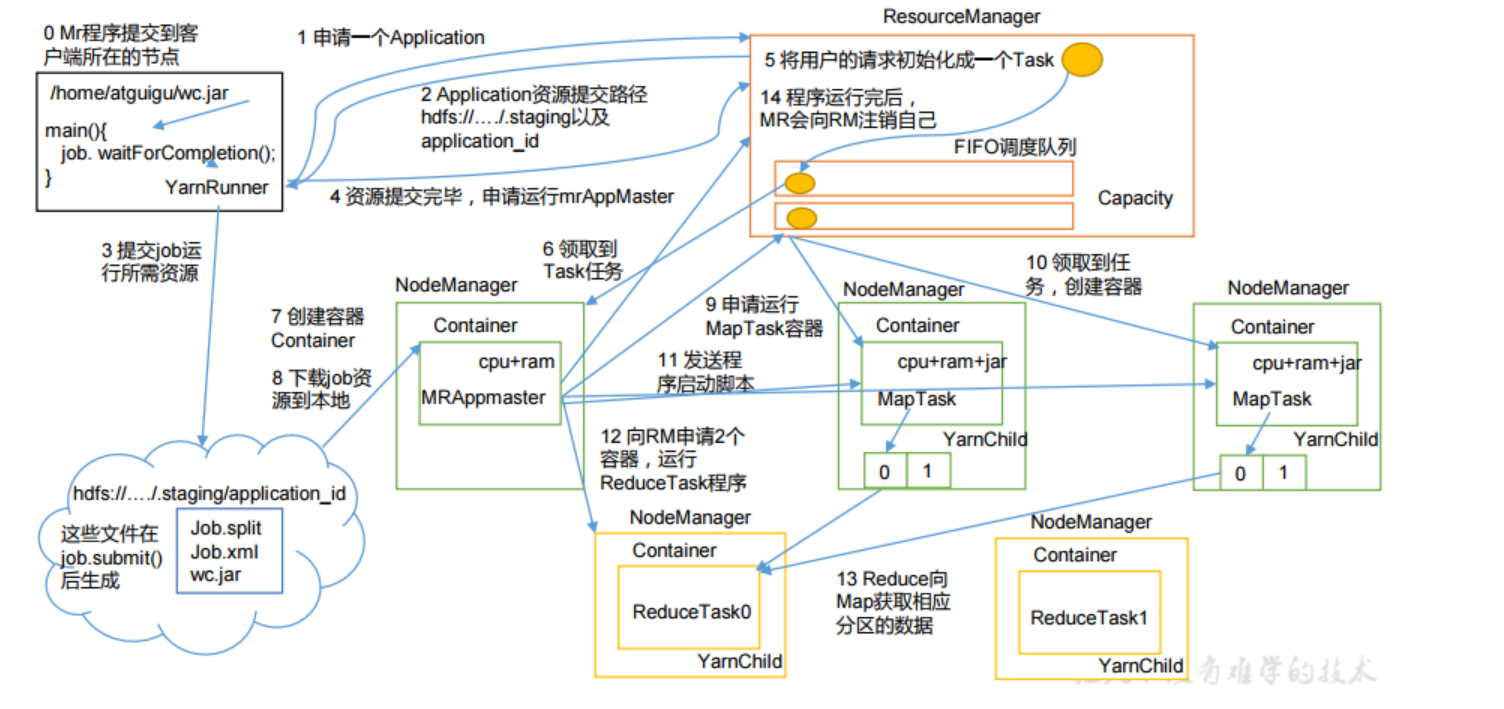 ResourceManager
0 Mr程序提交到客
户端所在的节点
/home/atguigu/wc.jar
main(){
job. waitForCompletion();
}
YarnRunner
1 申请一个Application
2 Application资源提交路径
hdfs://…./.staging以及
application_id
4 资源提交完毕，申请运行mrAppMaster
5 将用户的请求初始化成一个Task
14 程序运行完后，
MR会向RM注销自己
FIFO调度队列
Capacity
3 提交job运
行所需资源
6 领取到
Task任务
7 创建容器
Container
8 下载job资
源到本地
NodeManager
Container
cpu+ram
MRAppmaster
9 申请运行
MapTask容器
11 发送程
序启动脚本
10 领取到任
务，创建容器
NodeManager
Container
cpu+ram+jar
MapTask
YarnChild
0
1
NodeManager
Container
cpu+ram+jar
MapTask
YarnChild
0
1
hdfs://…./.staging/application_id
这些文件在
job.submit()
后生成
Job.split
Job.xml
wc.jar
12 向RM申请2个
容器，运行
ReduceTask程序
NodeManager
Container
ReduceTask0
YarnChild
13 Reduce向
Map获取相应
分区的数据
NodeManager
Container
ReduceTask1
YarnChild
有难学的技术